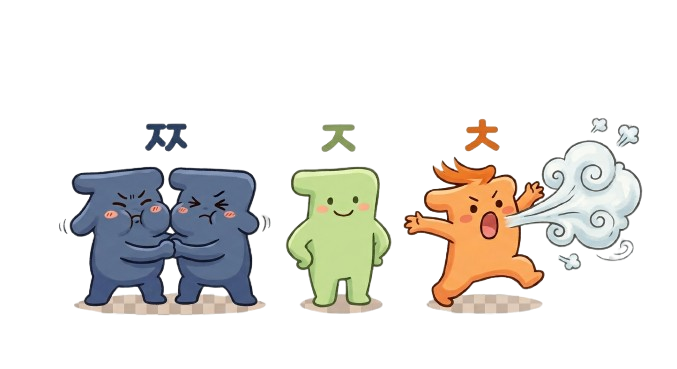 ㅉ ㅈ ㅊ